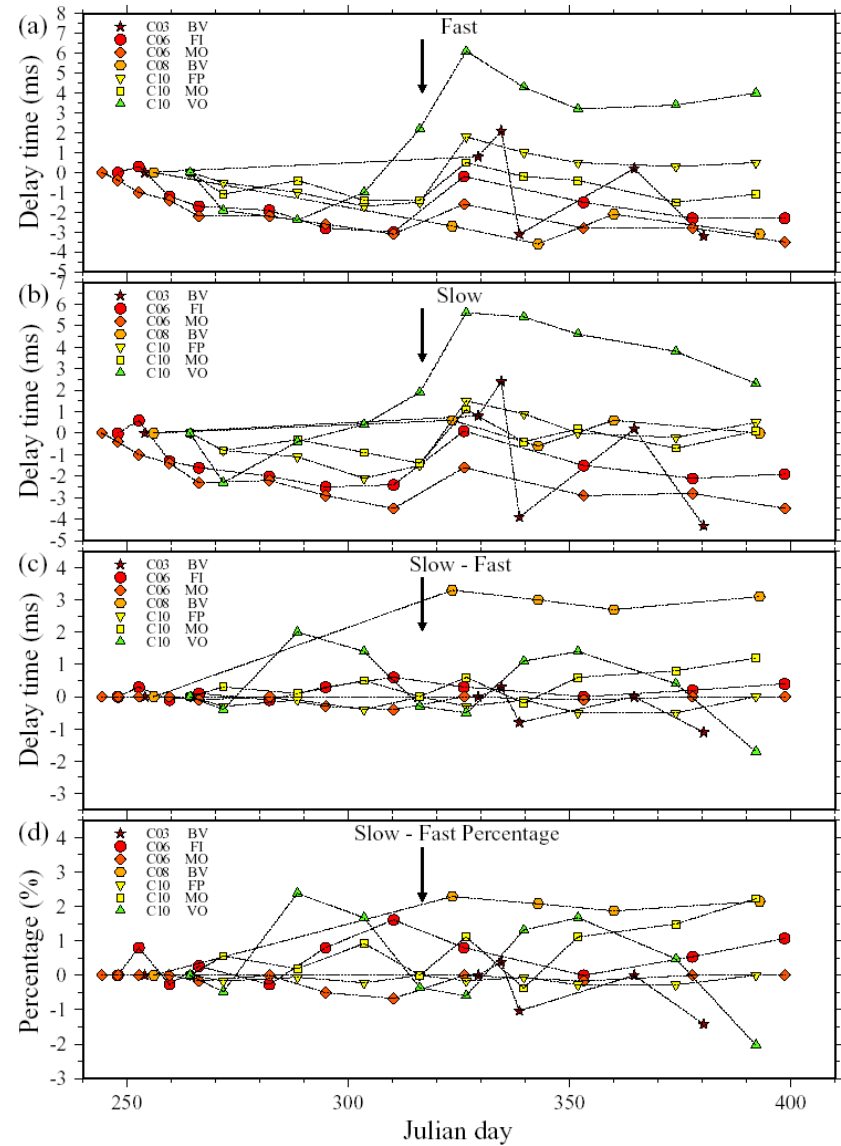 (a)
Fast
Delay time (ms)
8
7
6
5
4
3
2
1
0
-1
-2
-3
-4
-5
C03 BV
C06 FI
C06 MO
C08 BV
C10 FP
C10 MO
C10 VO
(b)
Slow
Delay time (ms)
7
6
5
4
3
2
1
0
-1
-2
-3
-4
-5
C03 BV
C06 FI
C06 MO
C08 BV
C10 FP
C10 MO
C10 VO
(c)
Slow - Fast
Delay time (ms)
4
3
2
1
0
-1
-2
-3
C03 BV
C06 FI
C06 MO
C08 BV
C10 FP
C10 MO
C10 VO
(d)
Slow - Fast Percentage
Percentage (%)
4
3
2
1
0
-1
-2
-3
C03 BV
C06 FI
C06 MO
C08 BV
C10 FP
C10 MO
C10 VO
250 300 350 400
Julian day